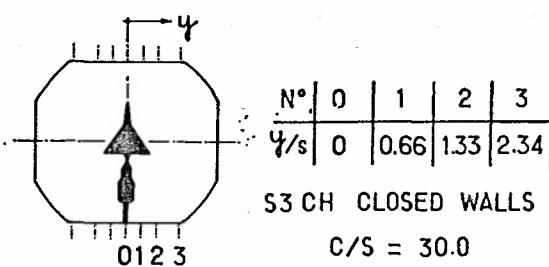 y
N° 0 1 2 3
y/s 0 0.66 1.33 2.34
S3 CH CLOSED WALLS
C/S = 30.0
0 1 2 3